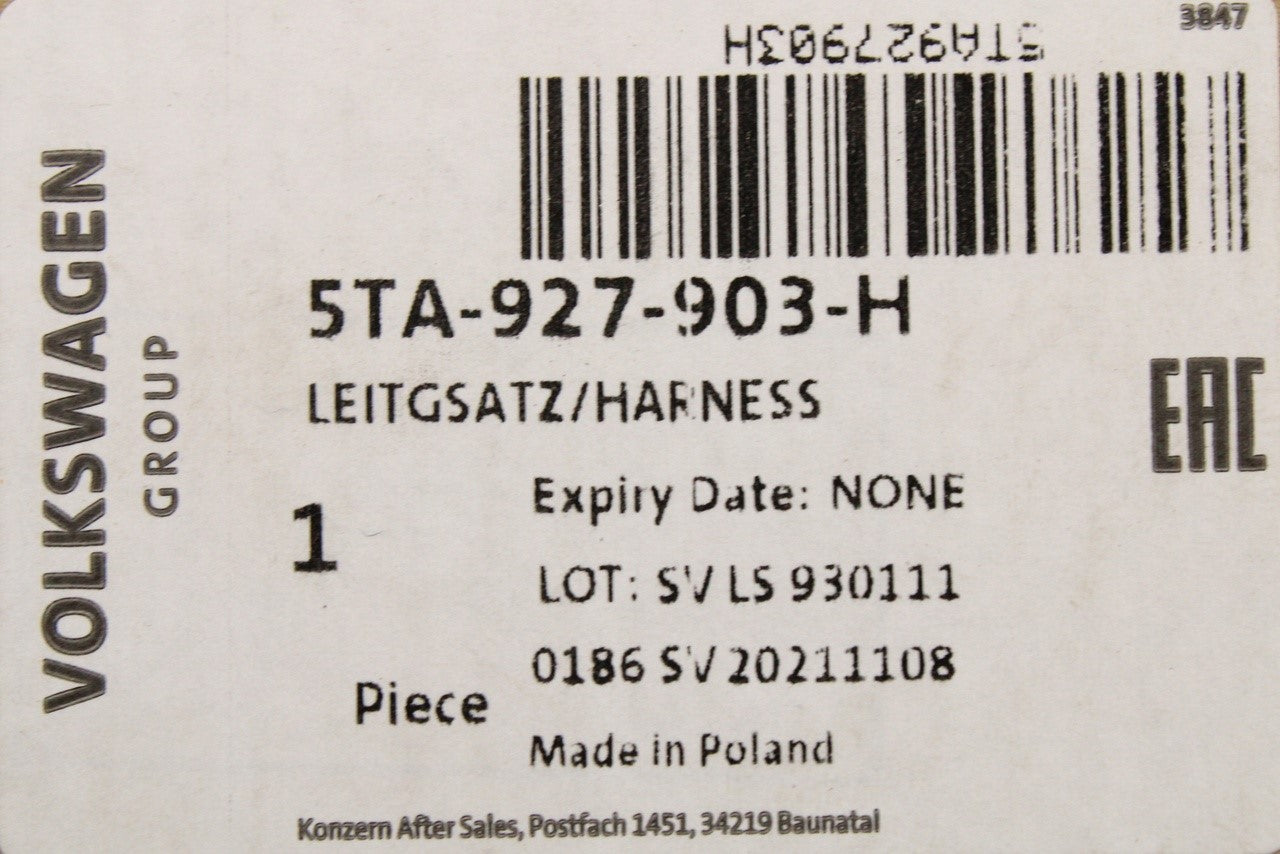 3847
5TA927903H
VOLKSWAGEN
GROUP
5TA-927-903-H
LEITGSATZ/HARNESS
EAC
1
Piece
Expiry Date: NONE
LOT: SV LS 930111
0186 SV 20211108
Made in Poland
Konzern After Sales, Postfach 1451, 34219 Baunatal